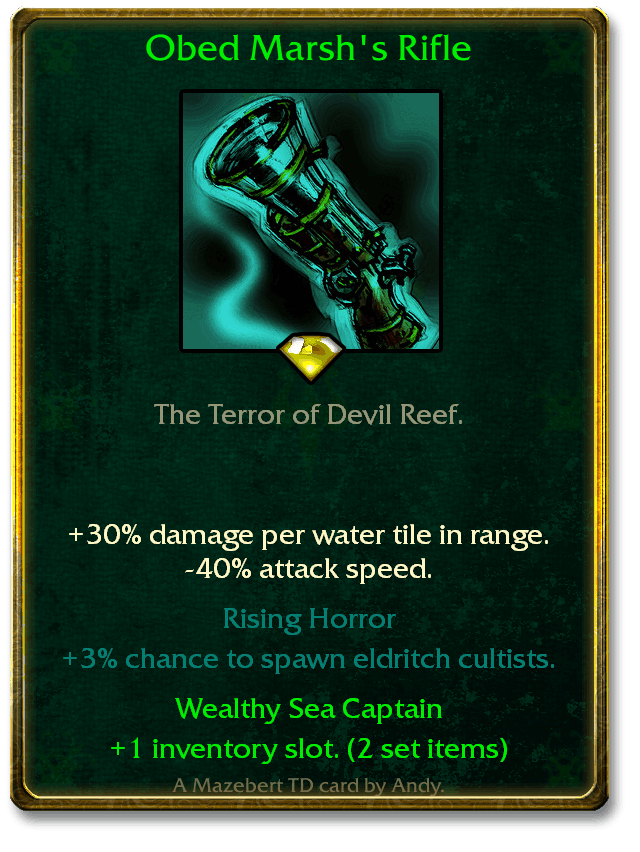 Obed Marsh's Rifle
The Terror of Devil Reef.
+30% damage per water tile in range.
-40% attack speed.
Rising Horror
+3% chance to spawn eldritch cultists.
Wealthy Sea Captain
+1 inventory slot. (2 set items)
A Mazebert TD card by Andy.